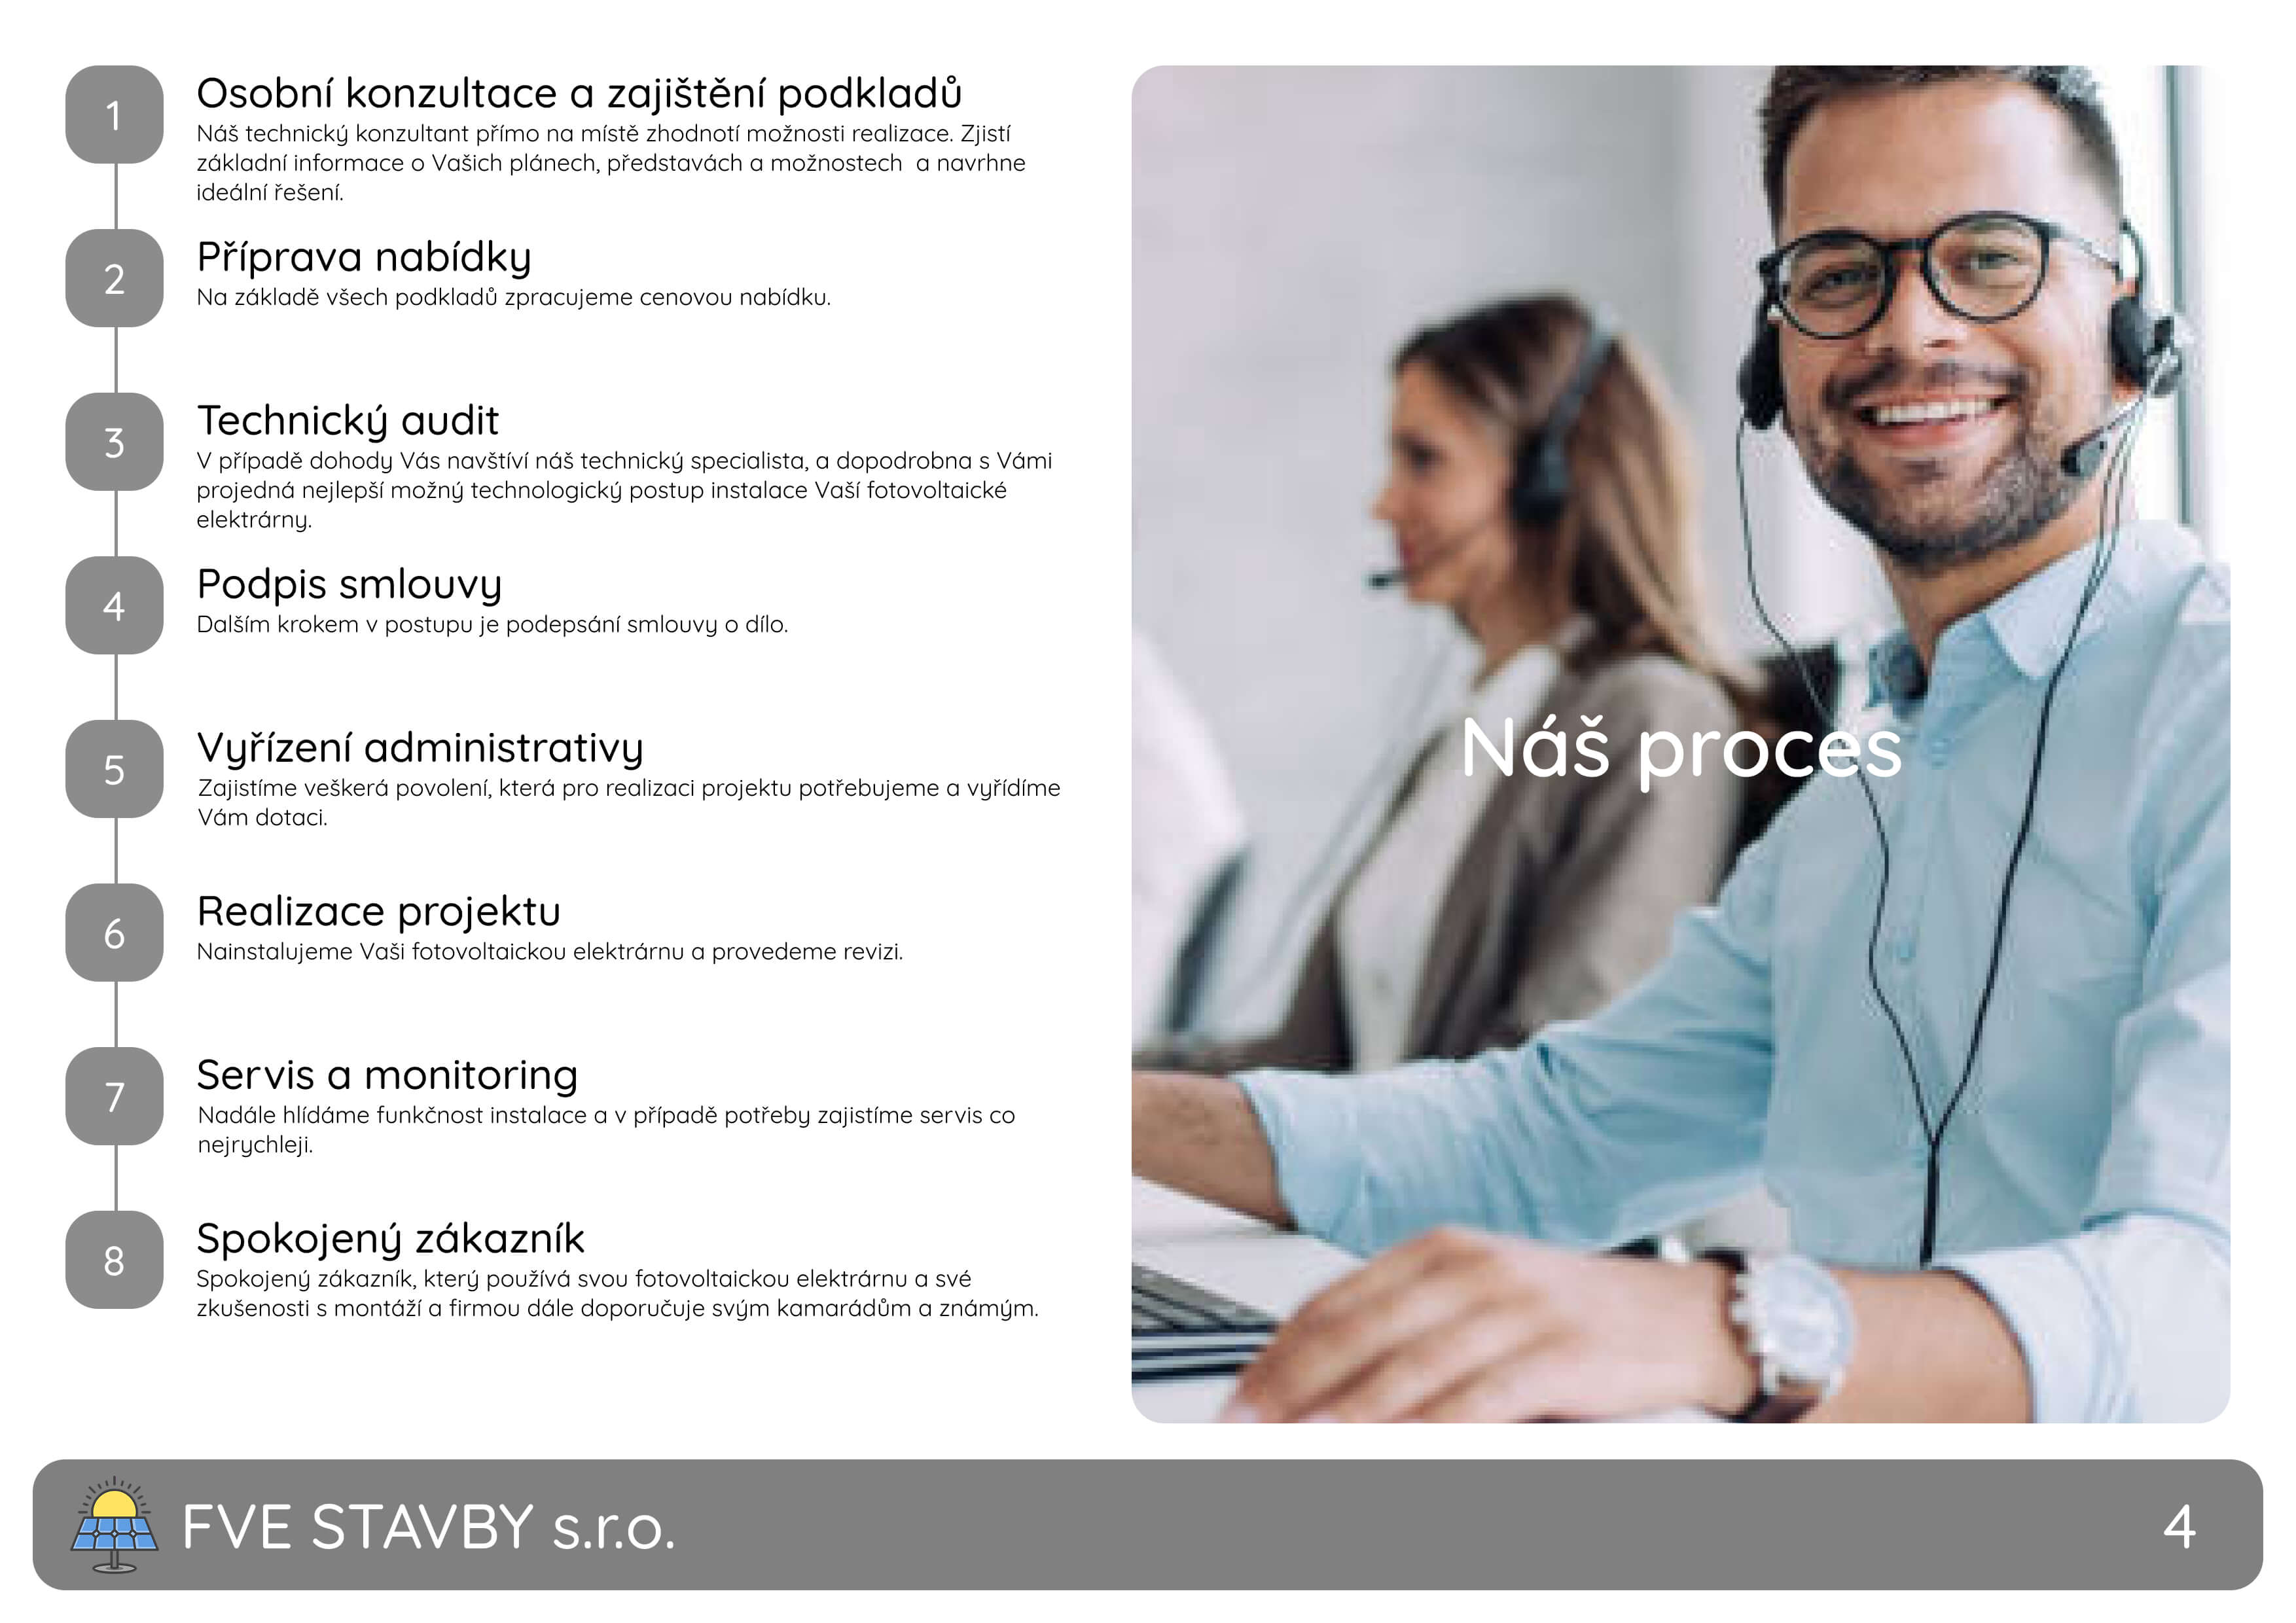 1
Osobní konzultace a zajištění podkladů
Náš technický konzultant přímo na místě zhodnotí možnosti realizace. Zjistí
základní informace o Vašich plánech, představách a možnostech  a navrhne
ideální řešení.
2
Příprava nabídky
Na základě všech podkladů zpracujeme cenovou nabídku.
3
Technický audit
V případě dohody Vás navštíví náš technický specialista, a dopodrobna s Vámi
projedná nejlepší možný technologický postup instalace Vaší fotovoltaické
elektrárny.
4
Podpis smlouvy
Dalším krokem v postupu je podepsání smlouvy o dílo.
5
Vyřízení administrativy
Zajistíme veškerá povolení, která pro realizaci projektu potřebujeme a vyřídíme
Vám dotaci.
6
Realizace projektu
Nainstalujeme Vaši fotovoltaickou elektrárnu a provedeme revizi.
7
Servis a monitoring
Nadále hlídáme funkčnost instalace a v případě potřeby zajistíme servis co
nejrychleji.
8
Spokojený zákazník
Spokojený zákazník, který používá svou fotovoltaickou elektrárnu a své
zkušenosti s montáží a firmou dále doporučuje svým kamarádům a známým.
Náš proces
FVE STAVBY s.r.o.
4